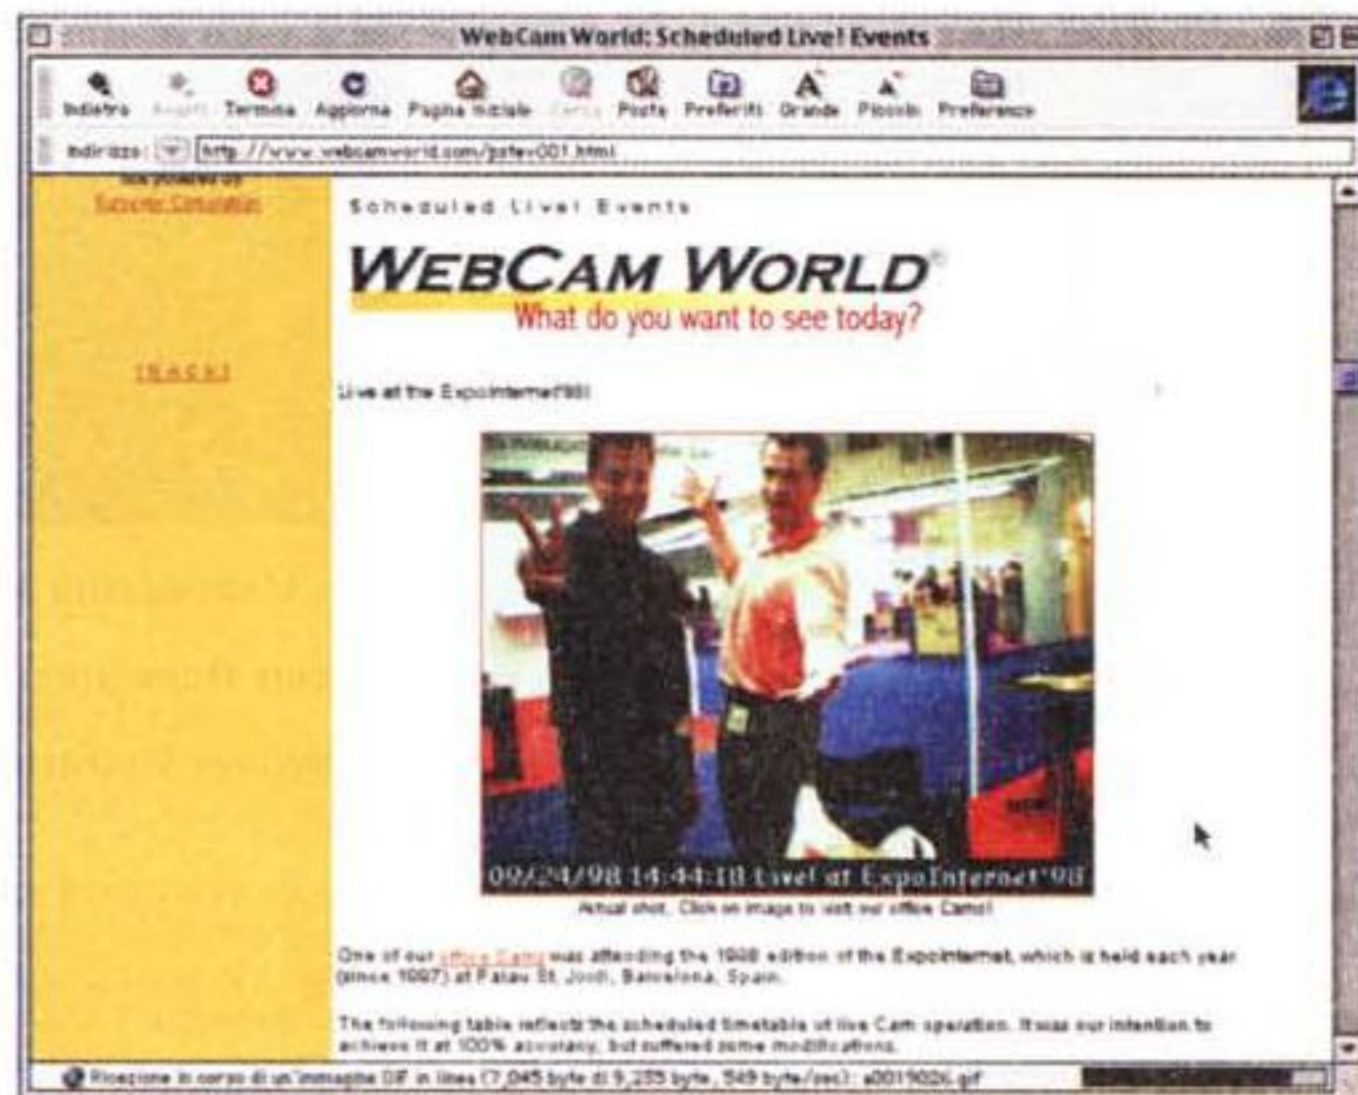 WebCam World: Scheduled Live! Events
Indietro Avanti Termina Aggiorna Pagina iniziale Cerca Posta Preferiti Grande Piccolo Preferenze
Indirizzo: http://www.webcamworld.com/pstev001.html
powered by
Scheduled Live! Events
WEBCAM WORLD®
What do you want to see today?
[BACK]
Live at the ExpoInternet'98!
09/24/98 14:44:18 Live! at ExpoInternet'98
Actual shot. Click on image to visit our office Cams!
One of our office Cams was attending the 1998 edition of the ExpoInternet, which is held each year
(since 1997) at Palau St. Jordi, Barcelona, Spain.
The following table reflects the scheduled timetable of live Cam operation. It was our intention to
achieve it at 100% accuracy, but suffered some modifications.
Ricezione in corso di un'immagine GIF in linea (7,045 byte di 9,255 byte, 549 byte/sec): a0019026.gif